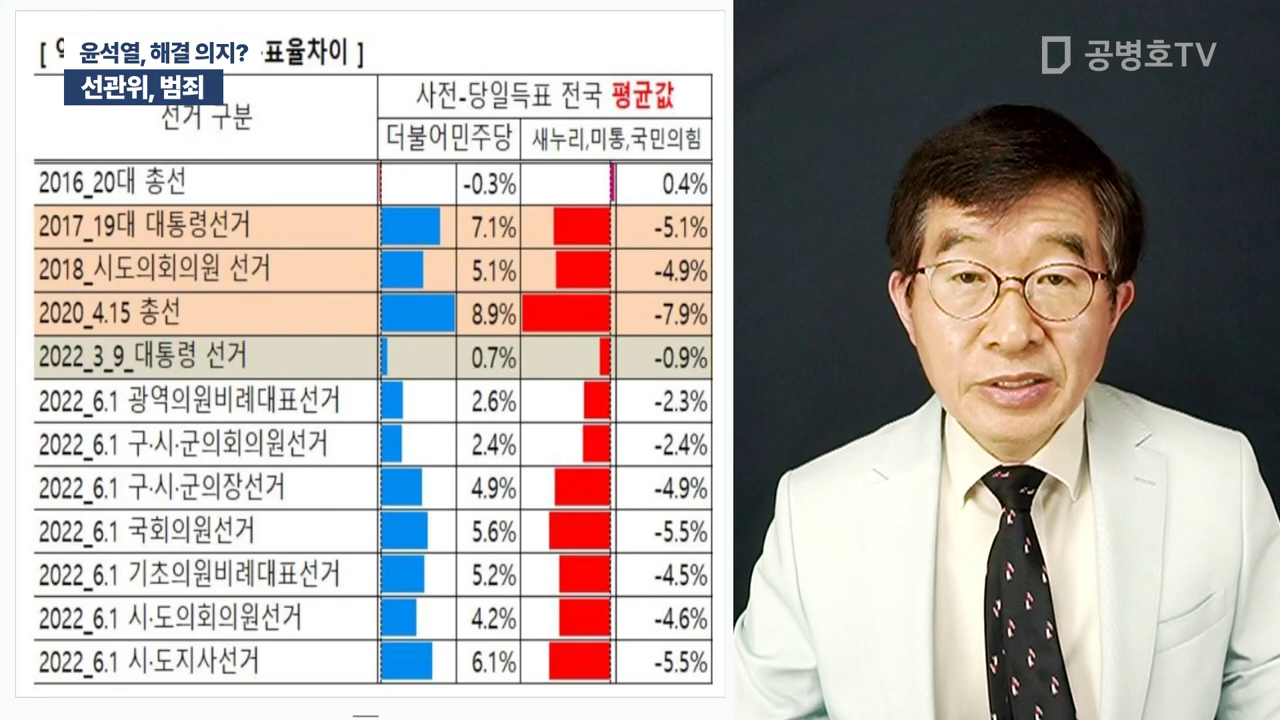 윤석열, 해결 의지?
선관위, 범죄
표율차이 ]
공병호TV
선거 구분
사전-당일득표 전국 평균값
더불어민주당 새누리,미통,국민의힘
2016_20대 총선 -0.3% 0.4%
2017_19대 대통령선거 7.1% -5.1%
2018_시도의회의원 선거 5.1% -4.9%
2020_4.15 총선 8.9% -7.9%
2022_3_9_대통령 선거 0.7% -0.9%
2022_6.1 광역의원비례대표선거 2.6% -2.3%
2022_6.1 구·시·군의회의원선거 2.4% -2.4%
2022_6.1 구·시·군의장선거 4.9% -4.9%
2022_6.1 국회의원선거 5.6% -5.5%
2022_6.1 기초의원비례대표선거 5.2% -4.5%
2022_6.1 시·도의회의원선거 4.2% -4.6%
2022_6.1 시·도지사선거 6.1% -5.5%